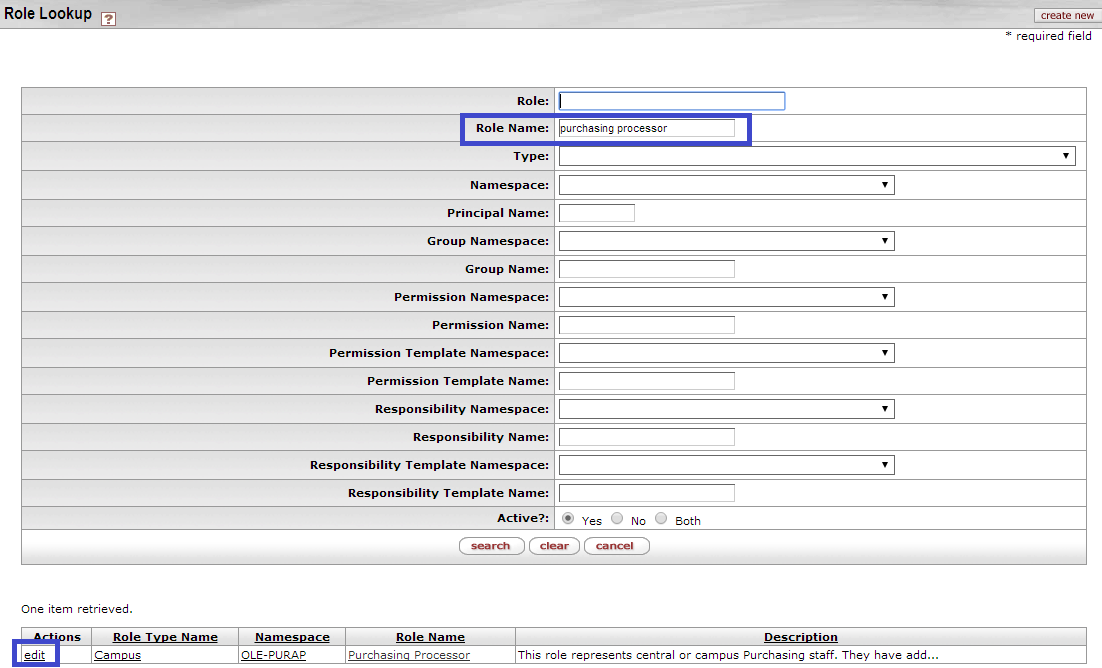 Role Lookup ?
create new
* required field
Role:
Role Name: purchasing processor
Type:
Namespace:
Principal Name:
Group Namespace:
Group Name:
Permission Namespace:
Permission Name:
Permission Template Namespace:
Permission Template Name:
Responsibility Namespace:
Responsibility Name:
Responsibility Template Namespace:
Responsibility Template Name:
Active?: Yes No Both
search clear cancel
One item retrieved.
Actions Role Type Name Namespace Role Name Description
edit Campus OLE-PURAP Purchasing Processor This role represents central or campus Purchasing staff. They have add...